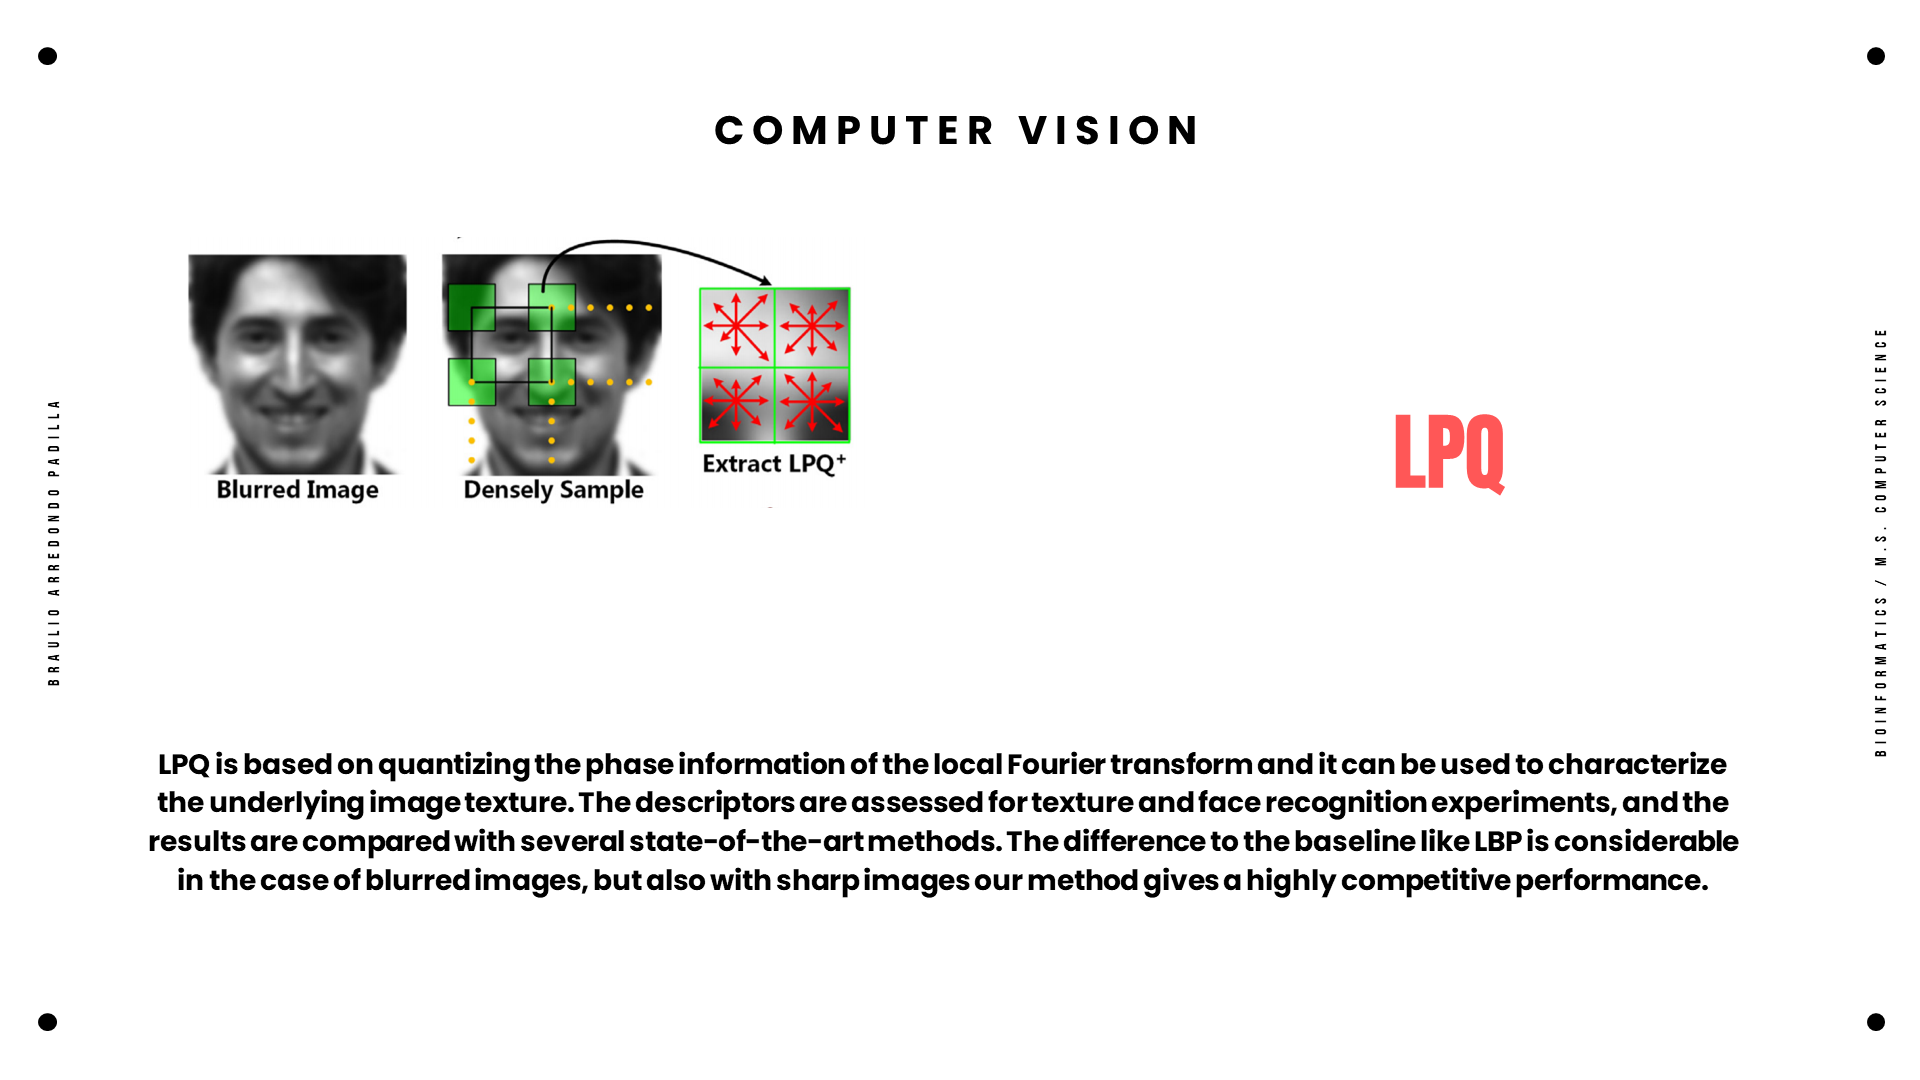 COMPUTER VISION
Blurred Image
Densely Sample
Extract LPQ⁺
LPQ
BRAULIO ARREDONDO PADILLA
BIOINFORMATICS / M.S. COMPUTER SCIENCE
LPQ is based on quantizing the phase information of the local Fourier transform and it can be used to characterize
the underlying image texture. The descriptors are assessed for texture and face recognition experiments, and the
results are compared with several state-of-the-art methods. The difference to the baseline like LBP is considerable
in the case of blurred images, but also with sharp images our method gives a highly competitive performance.